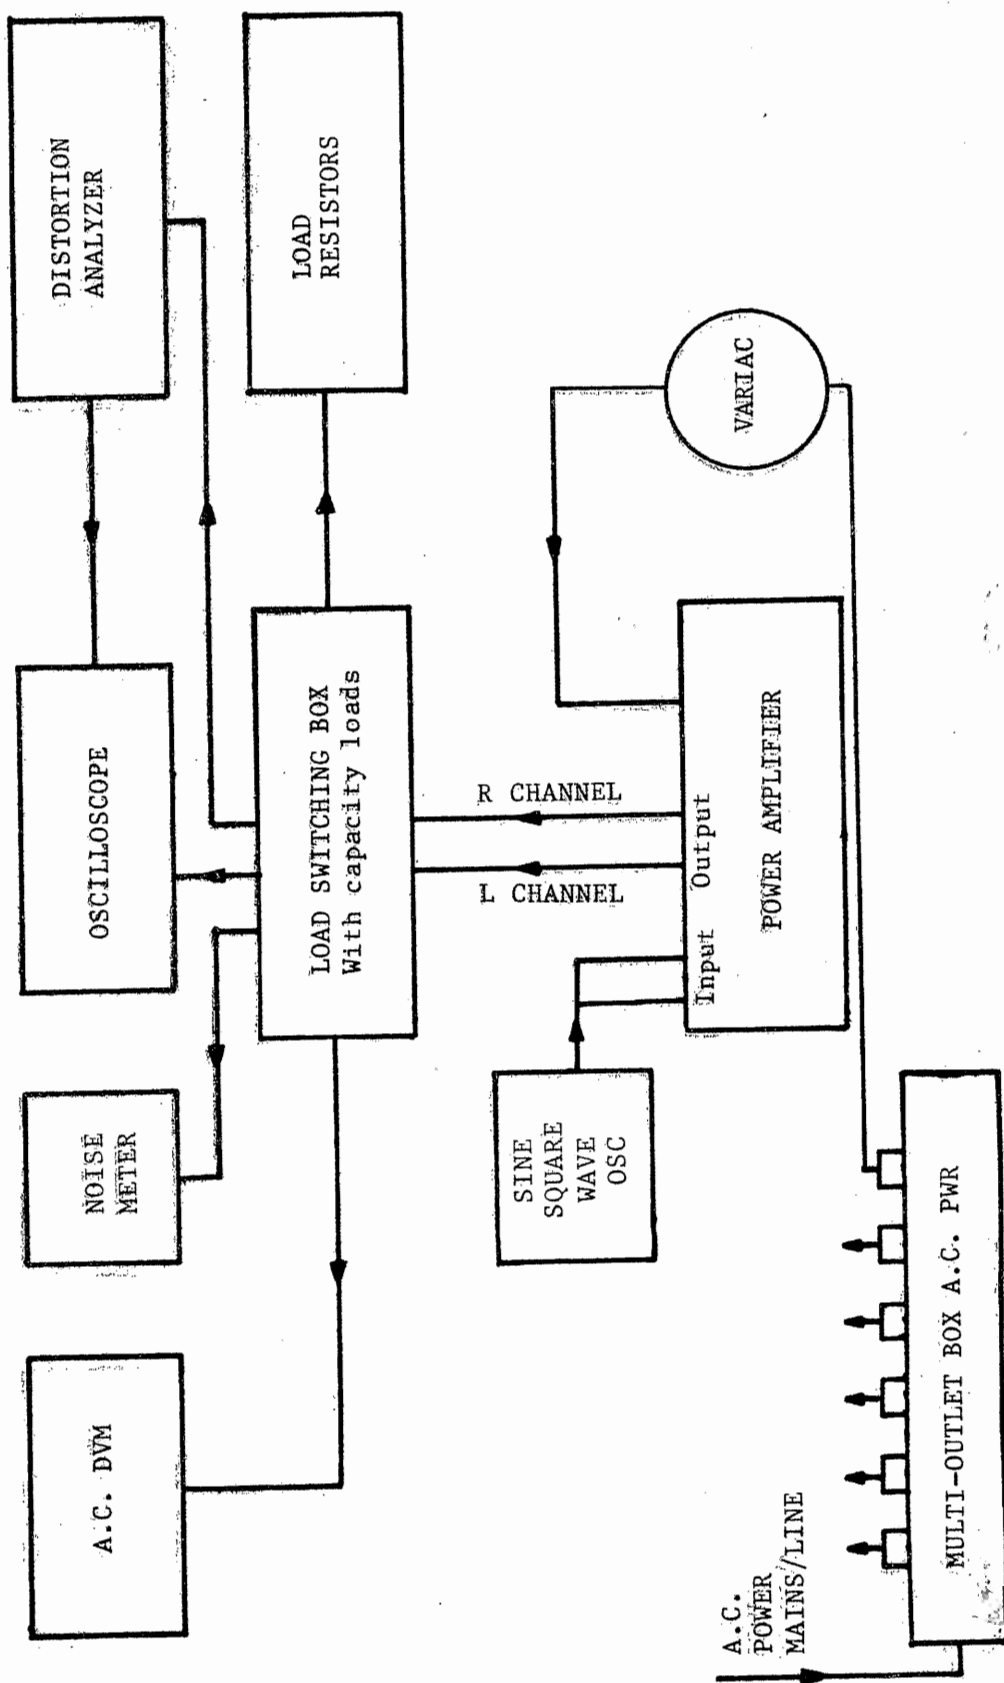 A.C. DVM
NOISE
METER
OSCILLOSCOPE
DISTORTION
ANALYZER
LOAD SWITCHING BOX
With capacity loads
LOAD
RESISTORS
SINE
SQUARE
WAVE
OSC
R CHANNEL
L CHANNEL
Input Output
POWER AMPLIFIER
VARIAC
A.C.
POWER
MAINS/LINE
MULTI-OUTLET BOX A.C. PWR